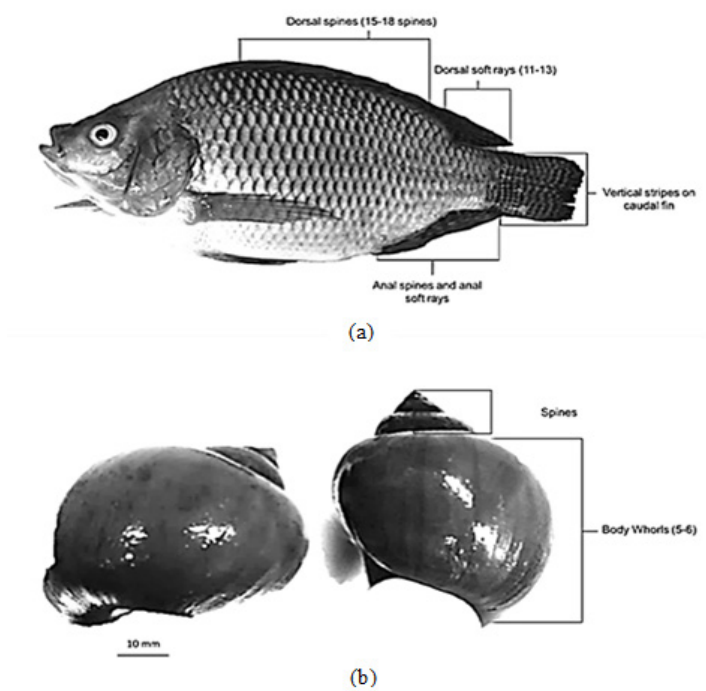 Dorsal spines (15-18 spines)
Dorsal soft rays (11-13)
Vertical stripes on
caudal fin
Anal spines and anal
soft rays
(a)
Spines
Body Whorls (5-6)
10 mm
(b)